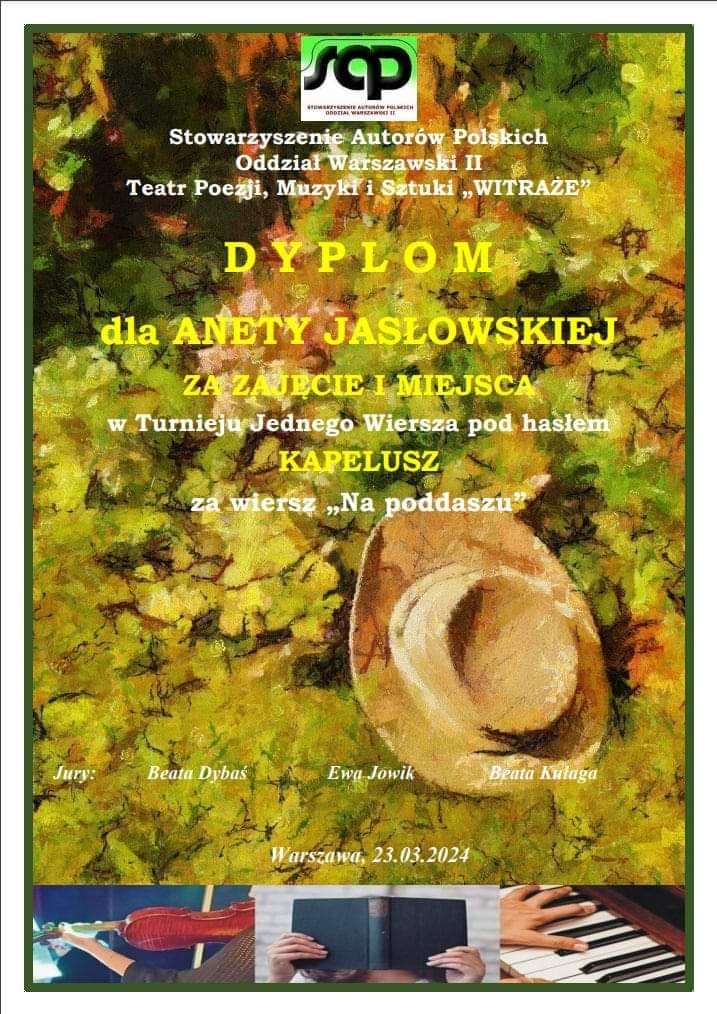 sap
STOWARZYSZENIE AUTORÓW POLSKICH
ODDZIAŁ WARSZAWSKI II
Stowarzyszenie Autorów Polskich
Oddział Warszawski II
Teatr Poezji, Muzyki i Sztuki „WITRAŻE”
DYPLOM
dla ANETY JASŁOWSKIEJ
ZA ZAJĘCIE I MIEJSCA
w Turnieju Jednego Wiersza pod hasłem
KAPELUSZ
za wiersz „Na poddaszu”
Jury: Beata Dybaś Ewa Jowik Beata Kulaga
Warszawa, 23.03.2024